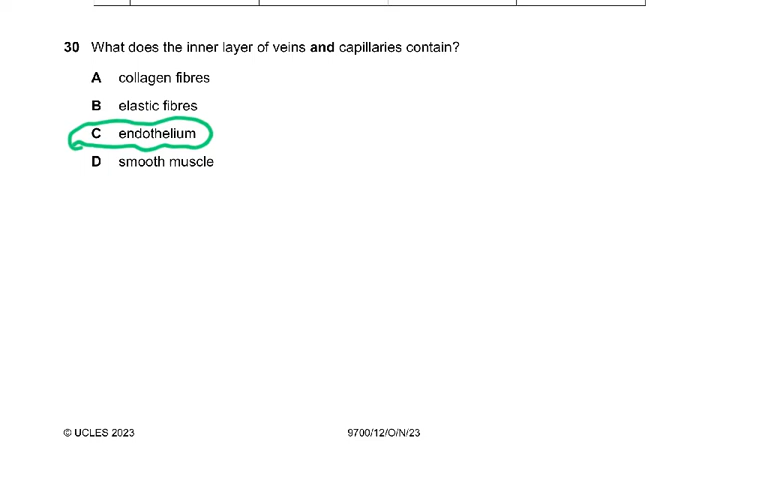 30 What does the inner layer of veins and capillaries contain?
A collagen fibres
B elastic fibres
C endothelium
D smooth muscle
© UCLES 2023 9700/12/O/N/23